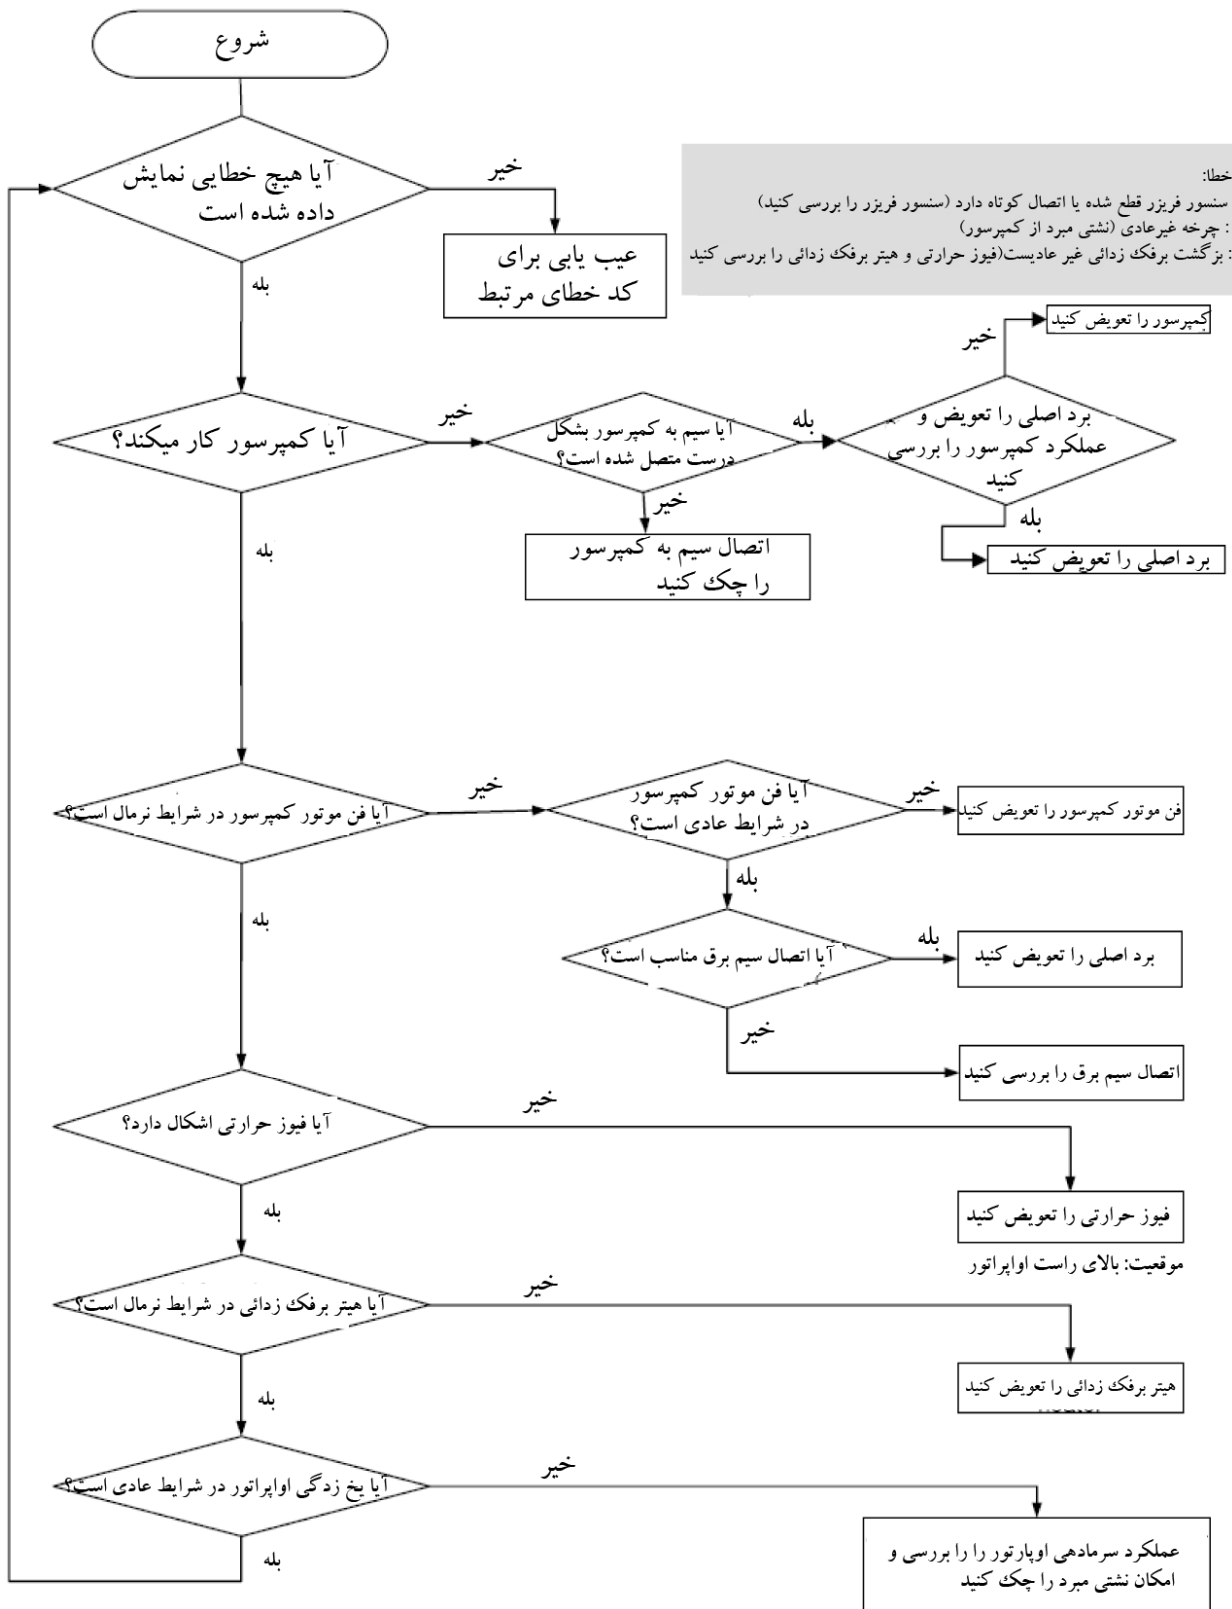 شروع
آیا هیچ خطایی نمایش
داده شده است
خیر
خطا:
سنسور فریزر قطع شده یا اتصال کوتاه دارد (سنسور فریزر را بررسی کنید)
: چرخه غیرعادی (نشتی مبرد از کمپرسور)
: بزگشت برفک زدائی غیر عادیست(فیوز حرارتی و هیتر برفک زدائی را بررسی کنید
عیب یابی برای
کد خطای مرتبط
بله
کمپرسور را تعویض کنید
خیر
آیا کمپرسور کار میکند؟
خیر
آیا سیم به کمپرسور بشکل
درست متصل شده است؟
بله
برد اصلی را تعویض و
عملکرد کمپرسور را بررسی
کنید
خیر
بله
بله
اتصال سیم به کمپرسور
را چک کنید
برد اصلی را تعویض کنید
آیا فن موتور کمپرسور در شرایط نرمال است؟
خیر
آیا فن موتور کمپرسور
در شرایط عادی است؟
خیر
فن موتور کمپرسور را تعویض کنید
بله
بله
آیا اتصال سیم برق مناسب است؟
بله
برد اصلی را تعویض کنید
خیر
اتصال سیم برق را بررسی کنید
آیا فیوز حرارتی اشکال دارد؟
خیر
بله
فیوز حرارتی را تعویض کنید
موقعیت: بالای راست اواپراتور
آیا هیتر برفک زدائی در شرایط نرمال است؟
خیر
بله
هیتر برفک زدائی را تعویض کنید
آیا یخ زدگی اواپراتور در شرایط عادی است؟
خیر
بله
عملکرد سرمادهی اوپارتور را را بررسی و
امکان نشتی مبرد را چک کنید